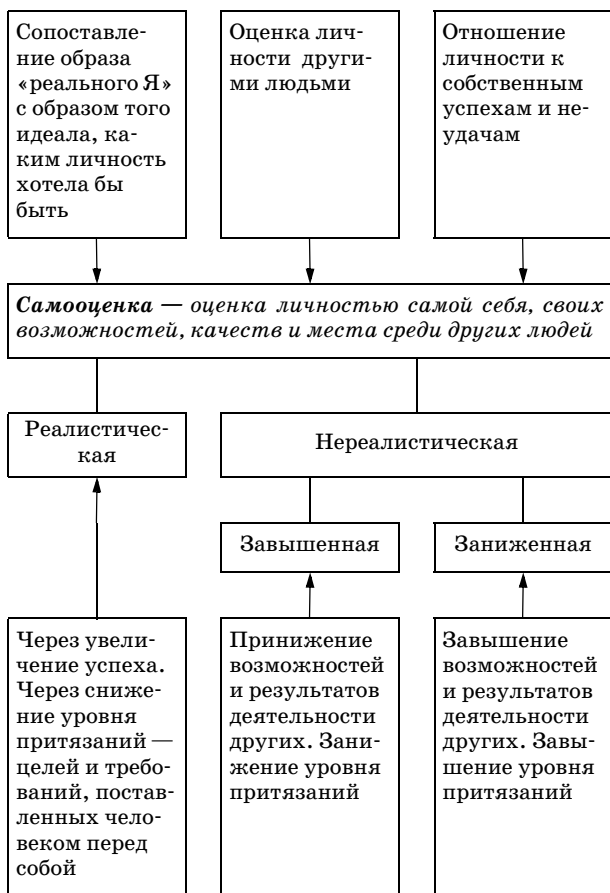 Сопоставле-
ние образа
«реального Я»
с образом того
идеала, ка-
ким личность
хотела бы
быть
Оценка лич-
ности други-
ми людьми
Отношение
личности к
собственным
успехам и не-
удачам
Самооценка — оценка личностью самой себя, своих
возможностей, качеств и места среди других людей
Реалистичес-
кая
Нереалистическая
Завышенная
Заниженная
Через увели-
чение успеха.
Через сниже-
ние уровня
притязаний —
целей и требо-
ваний, постав-
ленных чело-
веком перед
собой
Принижение
возможностей
и результатов
деятельности
других. Зани-
жение уровня
притязаний
Завышение
возможностей
и результатов
деятельности
других. Завы-
шение уровня
притязаний